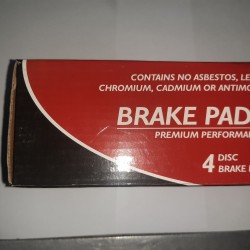 CONTAINS NO ASBESTOS, LE
CHROMIUM, CADMIUM OR ANTIMO
BRAKE PAD
PREMIUM PERFORMA
4 DISC
BRAKE